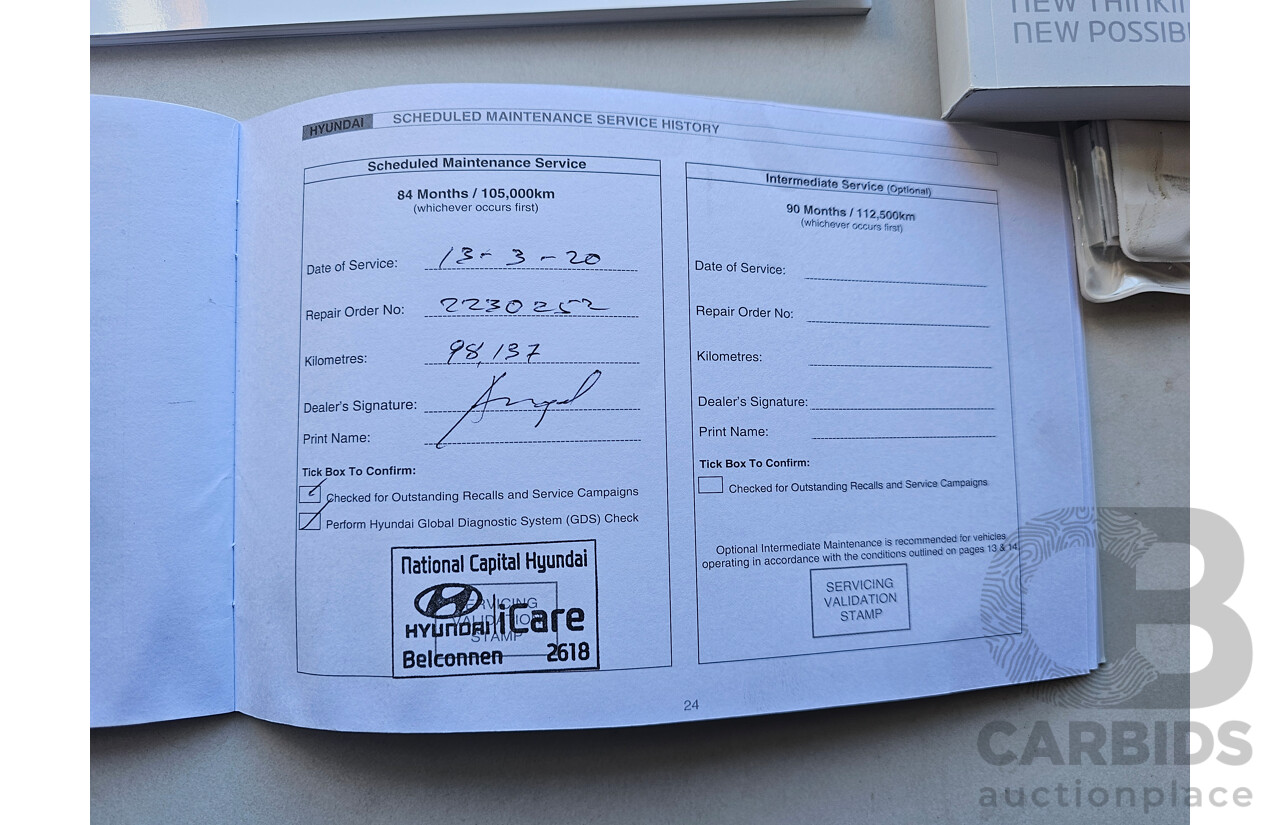 NEW THINKI
NEW POSSIB
HYUNDAI SCHEDULED MAINTENANCE SERVICE HISTORY
Scheduled Maintenance Service
84 Months / 105,000km
(whichever occurs first)
Date of Service: 13-3-20
Repair Order No: 2230252
Kilometres: 98,137
Dealer's Signature:
Print Name:
Tick Box To Confirm:
Checked for Outstanding Recalls and Service Campaigns
Perform Hyundai Global Diagnostic System (GDS) Check
National Capital Hyundai
SERVICING
VALIDATION
STAMP
HYUNDAI iCare
Belconnen 2618
Intermediate Service (Optional)
90 Months / 112,500km
(whichever occurs first)
Date of Service:
Repair Order No:
Kilometres:
Dealer's Signature:
Print Name:
Tick Box To Confirm:
Checked for Outstanding Recalls and Service Campaigns
Optional Intermediate Maintenance is recommended for vehicles
operating in accordance with the conditions outlined on pages 13 & 14.
SERVICING
VALIDATION
STAMP
24
CB
CARBIDS
auctionplace